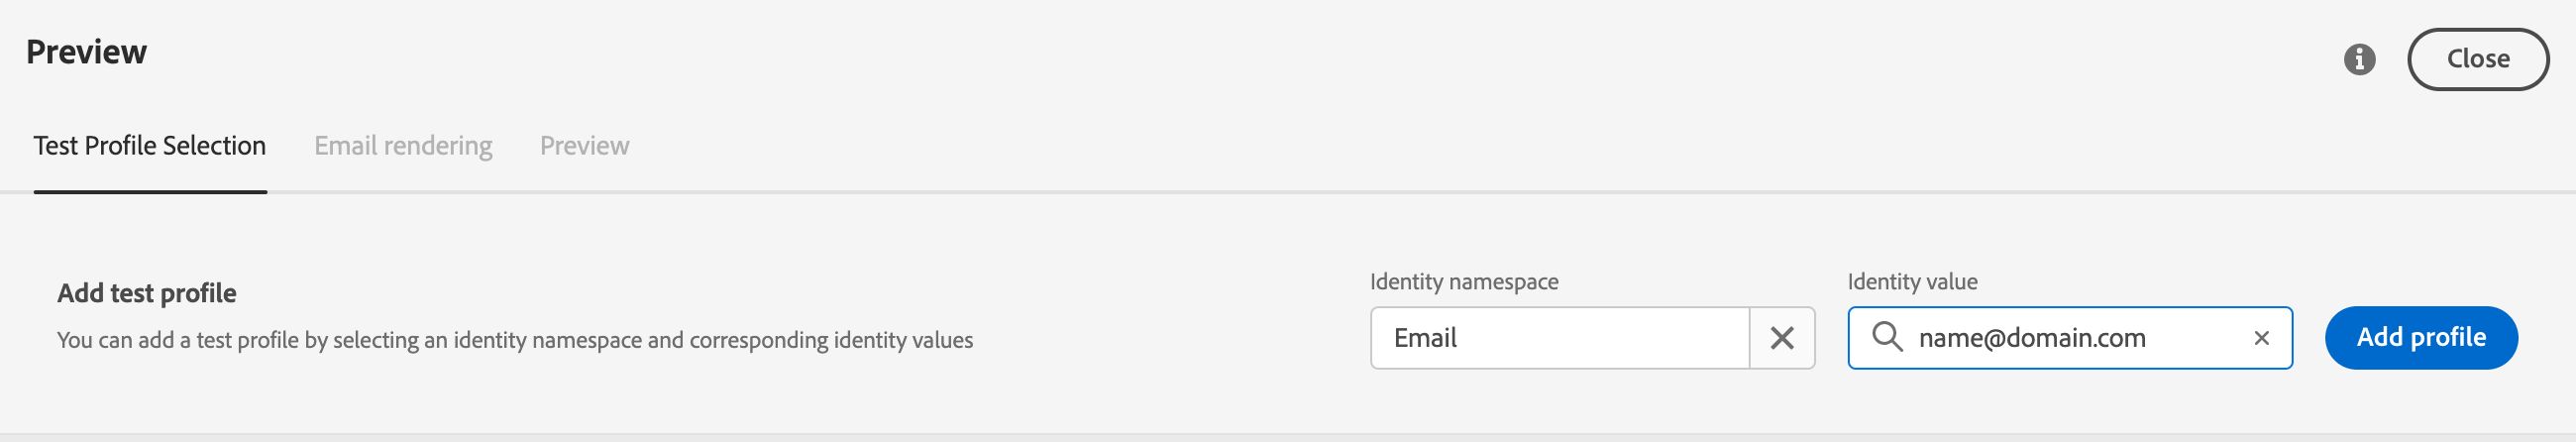 Preview
Close
Test Profile Selection
Email rendering
Preview
Add test profile
You can add a test profile by selecting an identity namespace and corresponding identity values
Identity namespace
Email
Identity value
name@domain.com
Add profile